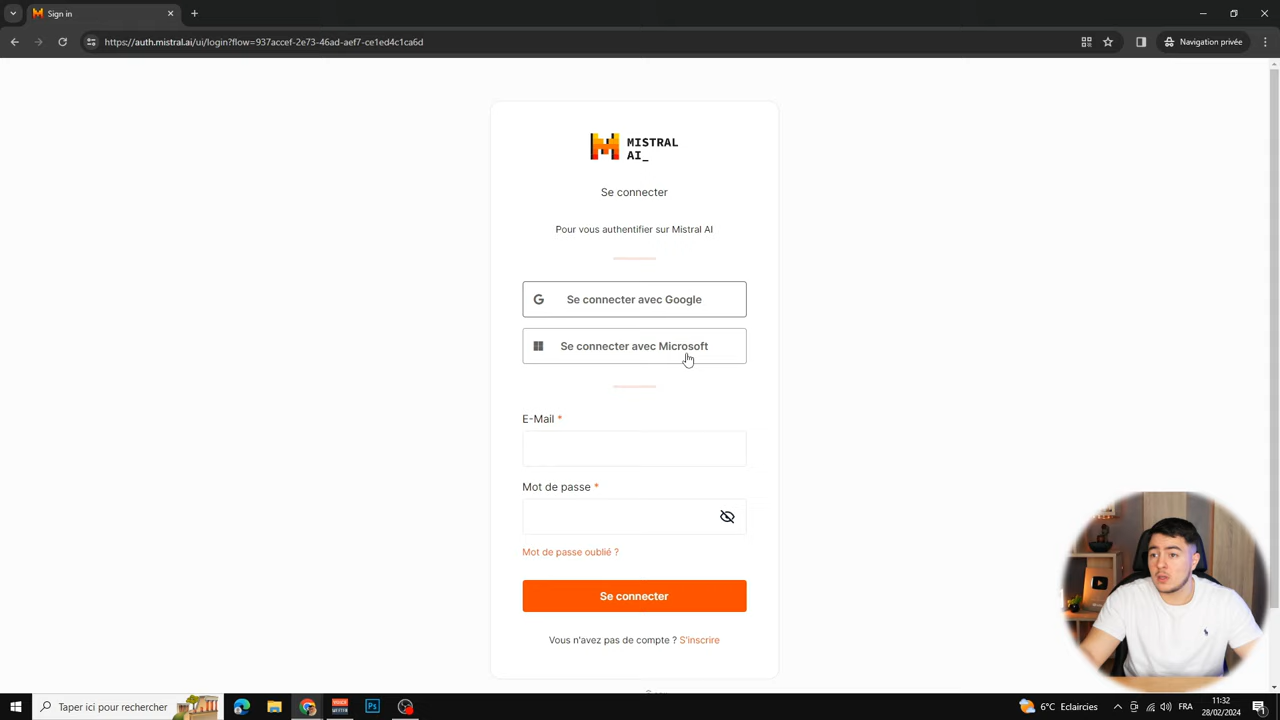 Sign in
https://auth.mistral.ai/ui/login?flow=937accef-2e73-46ad-aef7-ce1ed4c1ca6d
Navigation privée
MISTRAL
AI_
Se connecter
Pour vous authentifier sur Mistral AI
G Se connecter avec Google
Se connecter avec Microsoft
E-Mail *
Mot de passe *
Mot de passe oublié ?
Se connecter
Vous n'avez pas de compte ? S'inscrire
Taper ici pour rechercher
Ps
9°C Eclaircies
FRA
11:32
28/02/2024